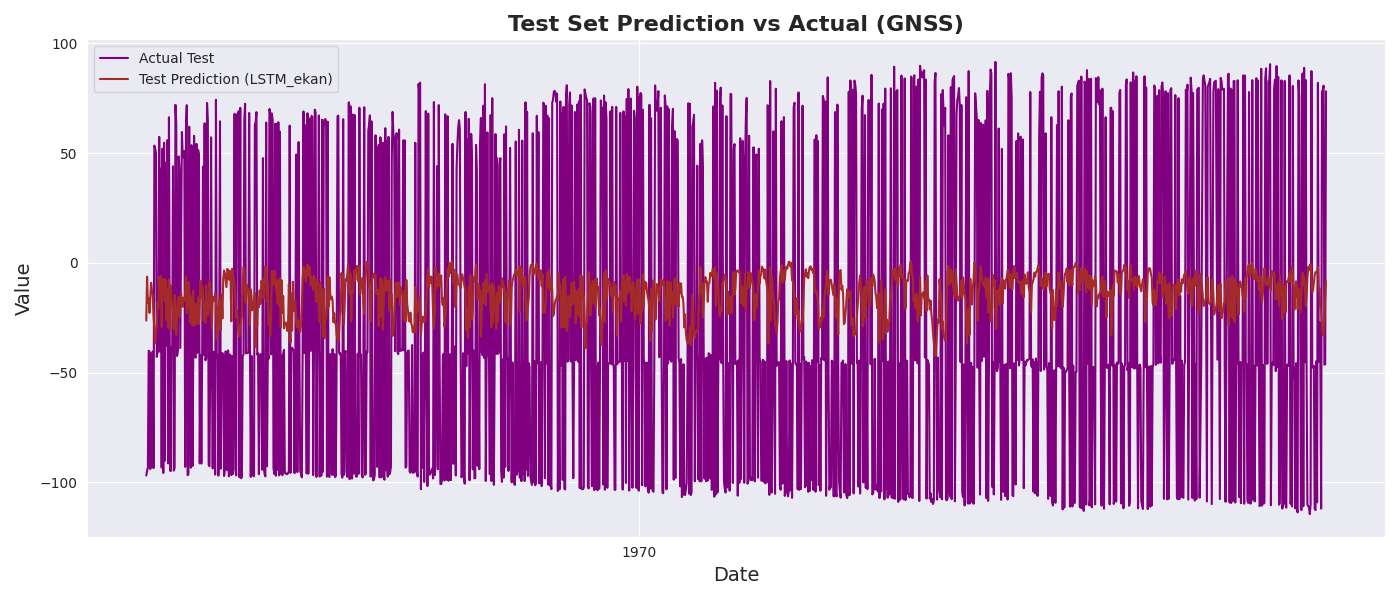 Test Set Prediction vs Actual (GNSS)
Actual Test
Test Prediction (LSTM_ekan)
100
50
0
−50
−100
Value
1970
Date